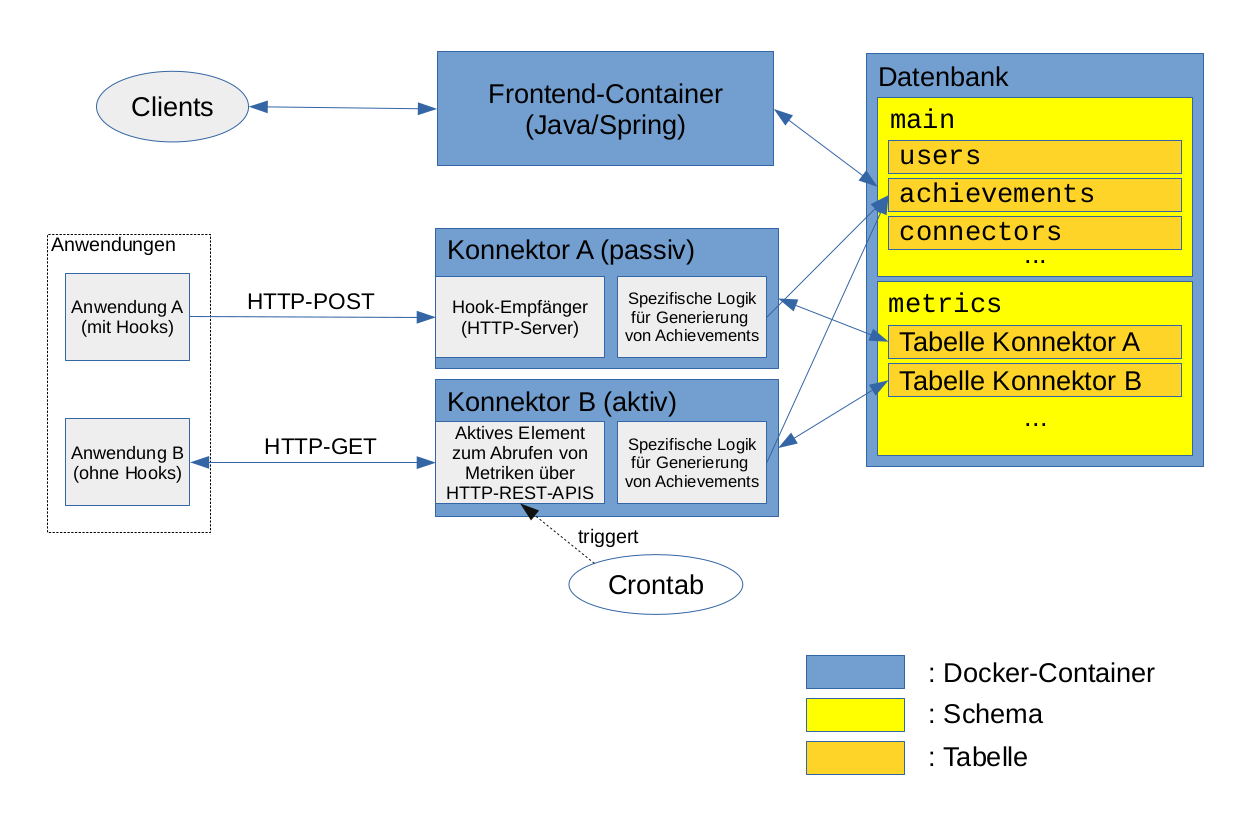 Clients
Frontend-Container
(Java/Spring)
Datenbank
main
users
achievements
connectors
...
metrics
Tabelle Konnektor A
Tabelle Konnektor B
...
Anwendungen
Anwendung A
(mit Hooks)
HTTP-POST
Konnektor A (passiv)
Hook-Empfänger
(HTTP-Server)
Spezifische Logik
für Generierung
von Achievements
Anwendung B
(ohne Hooks)
HTTP-GET
Konnektor B (aktiv)
Aktives Element
zum Abrufen von
Metriken über
HTTP-REST-APIS
Spezifische Logik
für Generierung
von Achievements
triggert
Crontab
: Docker-Container
: Schema
: Tabelle